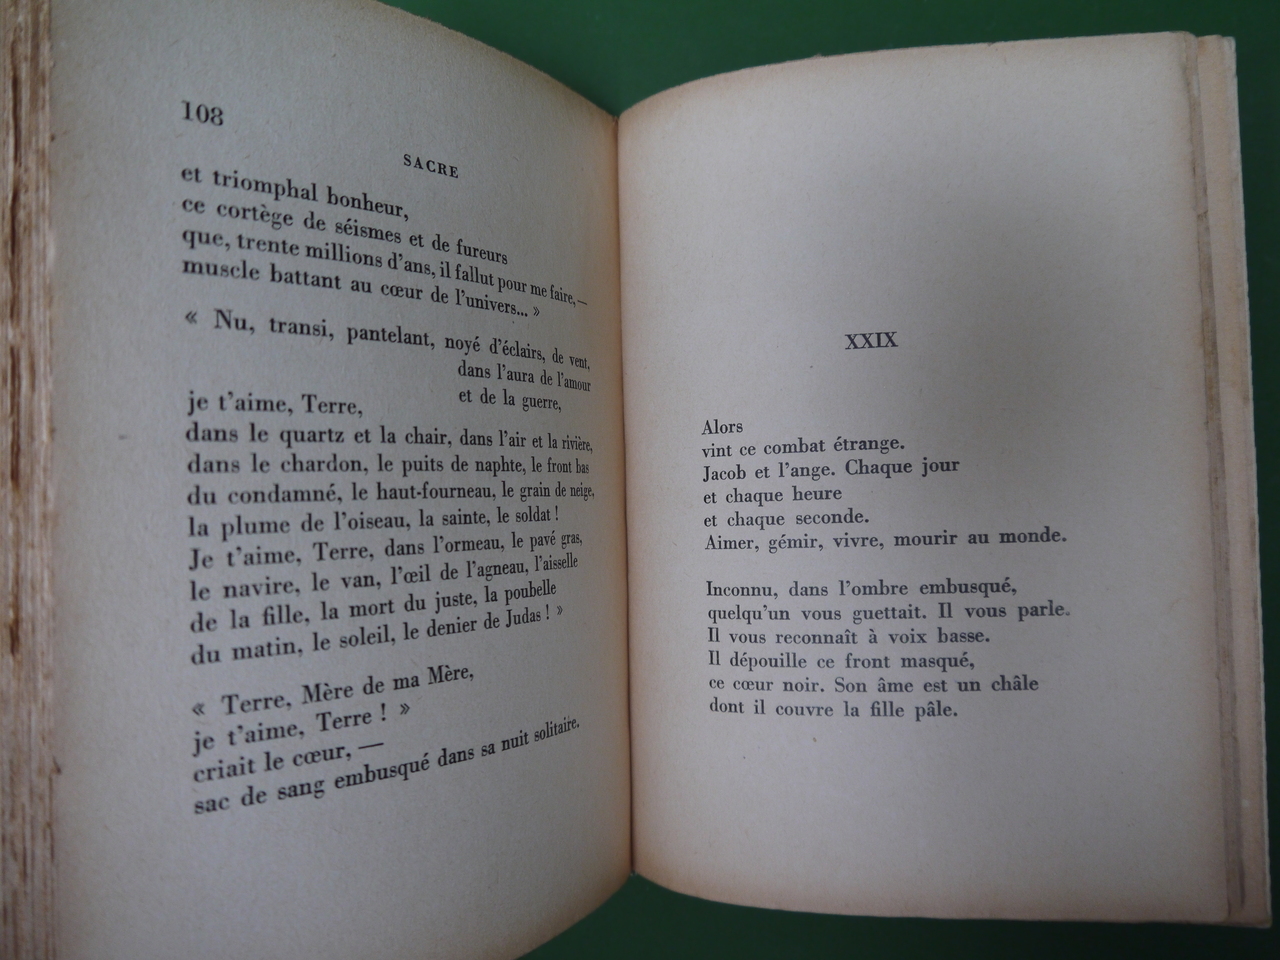 108
SACRE
et triomphal bonheur,
ce cortège de séismes et de fureurs
que, trente millions d'ans, il fallut pour me faire, —
muscle battant au cœur de l'univers... »
« Nu, transi, pantelant, noyé d'éclairs, de vent,
dans l'aura de l'amour
et de la guerre,
je t'aime, Terre,
dans le quartz et la chair, dans l'air et la rivière,
dans le chardon, le puits de naphte, le front bas
du condamné, le haut-fourneau, le grain de neige,
la plume de l'oiseau, la sainte, le soldat !
Je t'aime, Terre, dans l'ormeau, le pavé gras,
le navire, le van, l'œil de l'agneau, l'aisselle
de la fille, la mort du juste, la poubelle
du matin, le soleil, le denier de Judas ! »
« Terre, Mère de ma Mère,
je t'aime, Terre ! »
criait le cœur, —
sac de sang embusqué dans sa nuit solitaire.
XXIX
Alors
vint ce combat étrange.
Jacob et l'ange. Chaque jour
et chaque heure
et chaque seconde.
Aimer, gémir, vivre, mourir au monde.
Inconnu, dans l'ombre embusqué,
quelqu'un vous guettait. Il vous parle.
Il vous reconnaît à voix basse.
Il dépouille ce front masqué,
ce cœur noir. Son âme est un châle
dont il couvre la fille pâle.